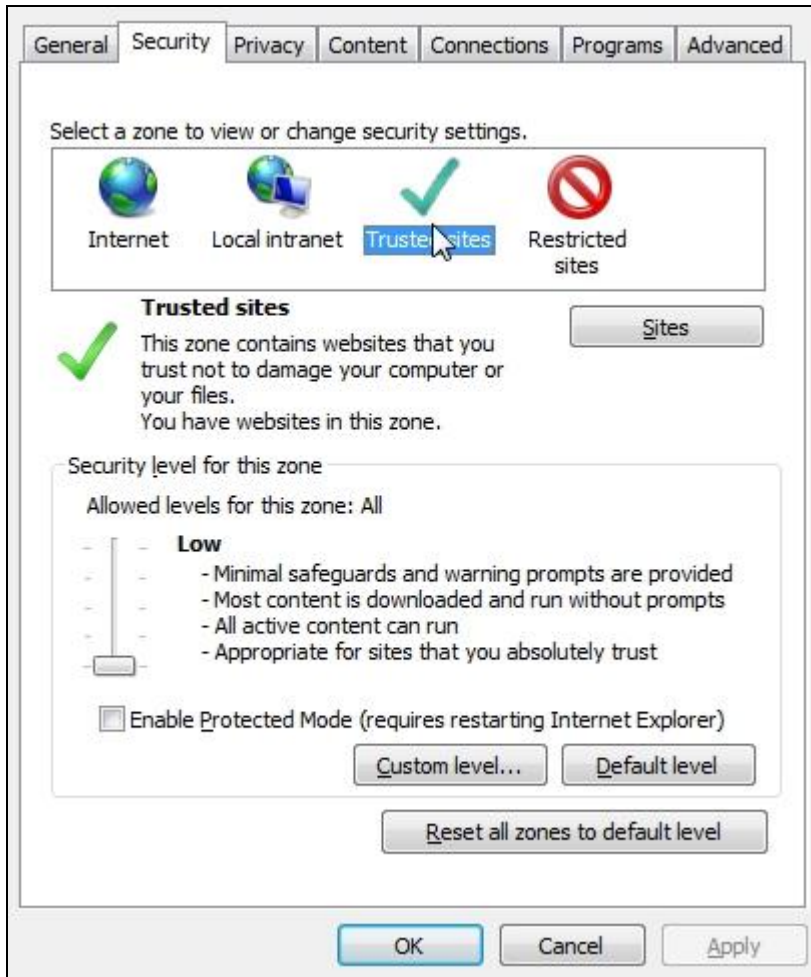 General Security Privacy Content Connections Programs Advanced
Select a zone to view or change security settings.
Internet Local intranet Trusted sites Restricted
sites
Trusted sites
This zone contains websites that you
trust not to damage your computer or
your files.
You have websites in this zone.
Sites
Security level for this zone
Allowed levels for this zone: All
Low
- Minimal safeguards and warning prompts are provided
- Most content is downloaded and run without prompts
- All active content can run
- Appropriate for sites that you absolutely trust
Enable Protected Mode (requires restarting Internet Explorer)
Custom level... Default level
Reset all zones to default level
OK Cancel Apply